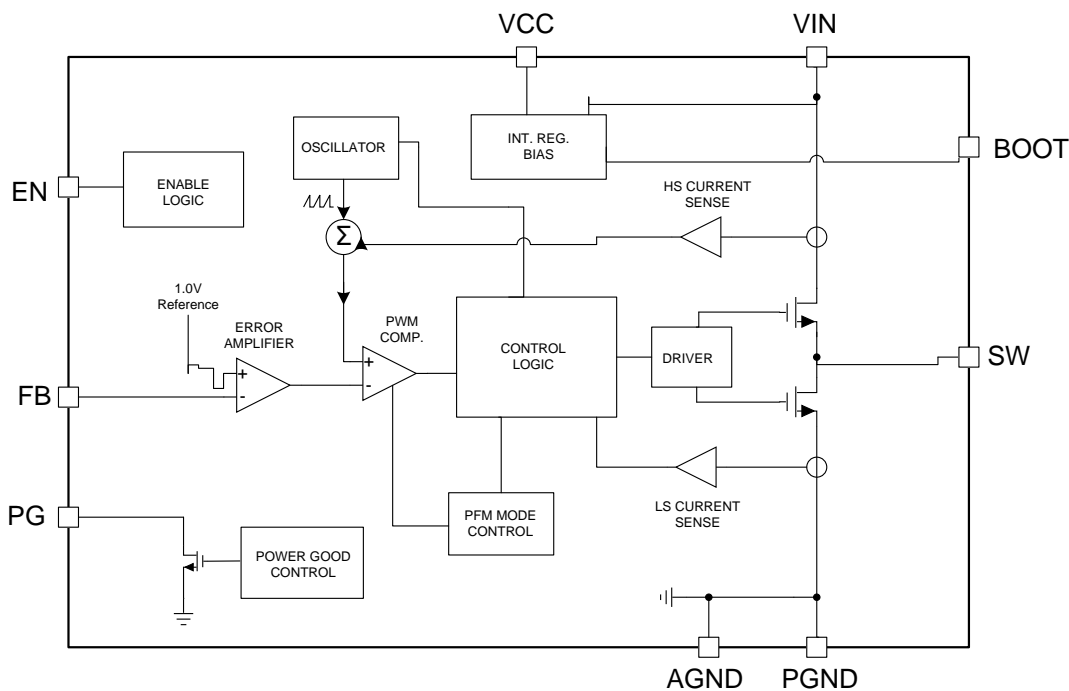 VCC
VIN
OSCILLATOR
INT. REG.
BIAS
BOOT
EN
ENABLE
LOGIC
HS CURRENT
SENSE
Σ
1.0V
Reference
ERROR
AMPLIFIER
PWM
COMP.
CONTROL
LOGIC
DRIVER
SW
FB
+
-
+
-
LS CURRENT
SENSE
PG
PFM MODE
CONTROL
POWER GOOD
CONTROL
AGND
PGND